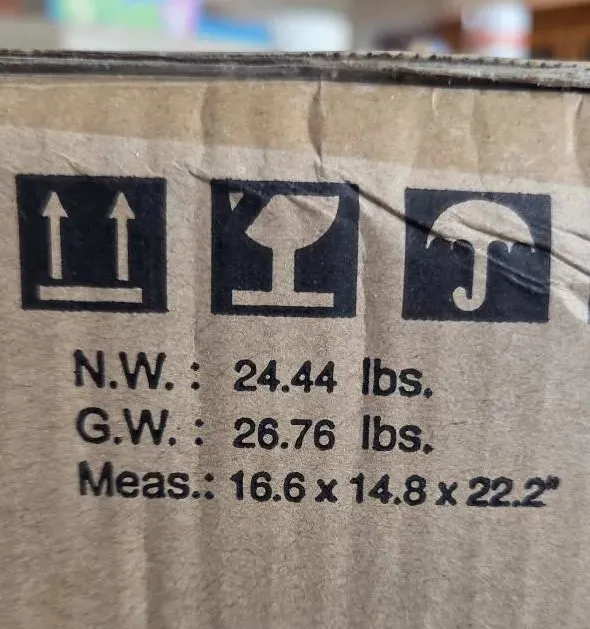 N.W. : 24.44 lbs.
G.W. : 26.76 lbs.
Meas.: 16.6 x 14.8 x 22.2"